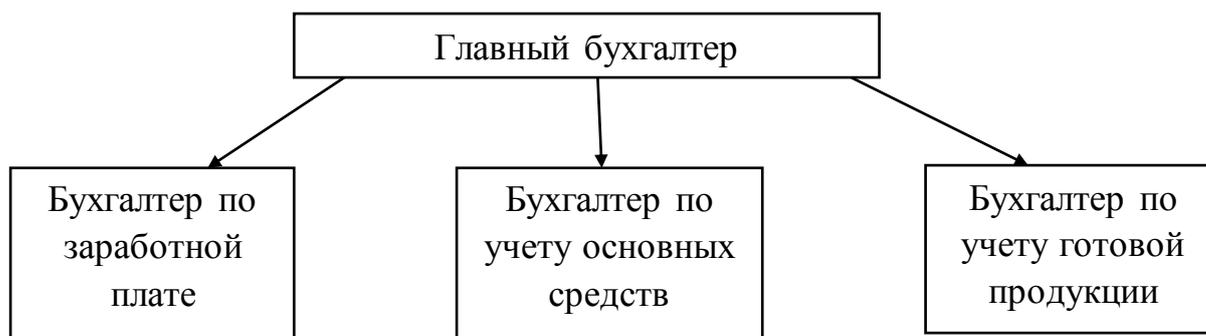 Главный бухгалтер
Бухгалтер по
заработной
плате
Бухгалтер по
учету основных
средств
Бухгалтер по
учету готовой
продукции